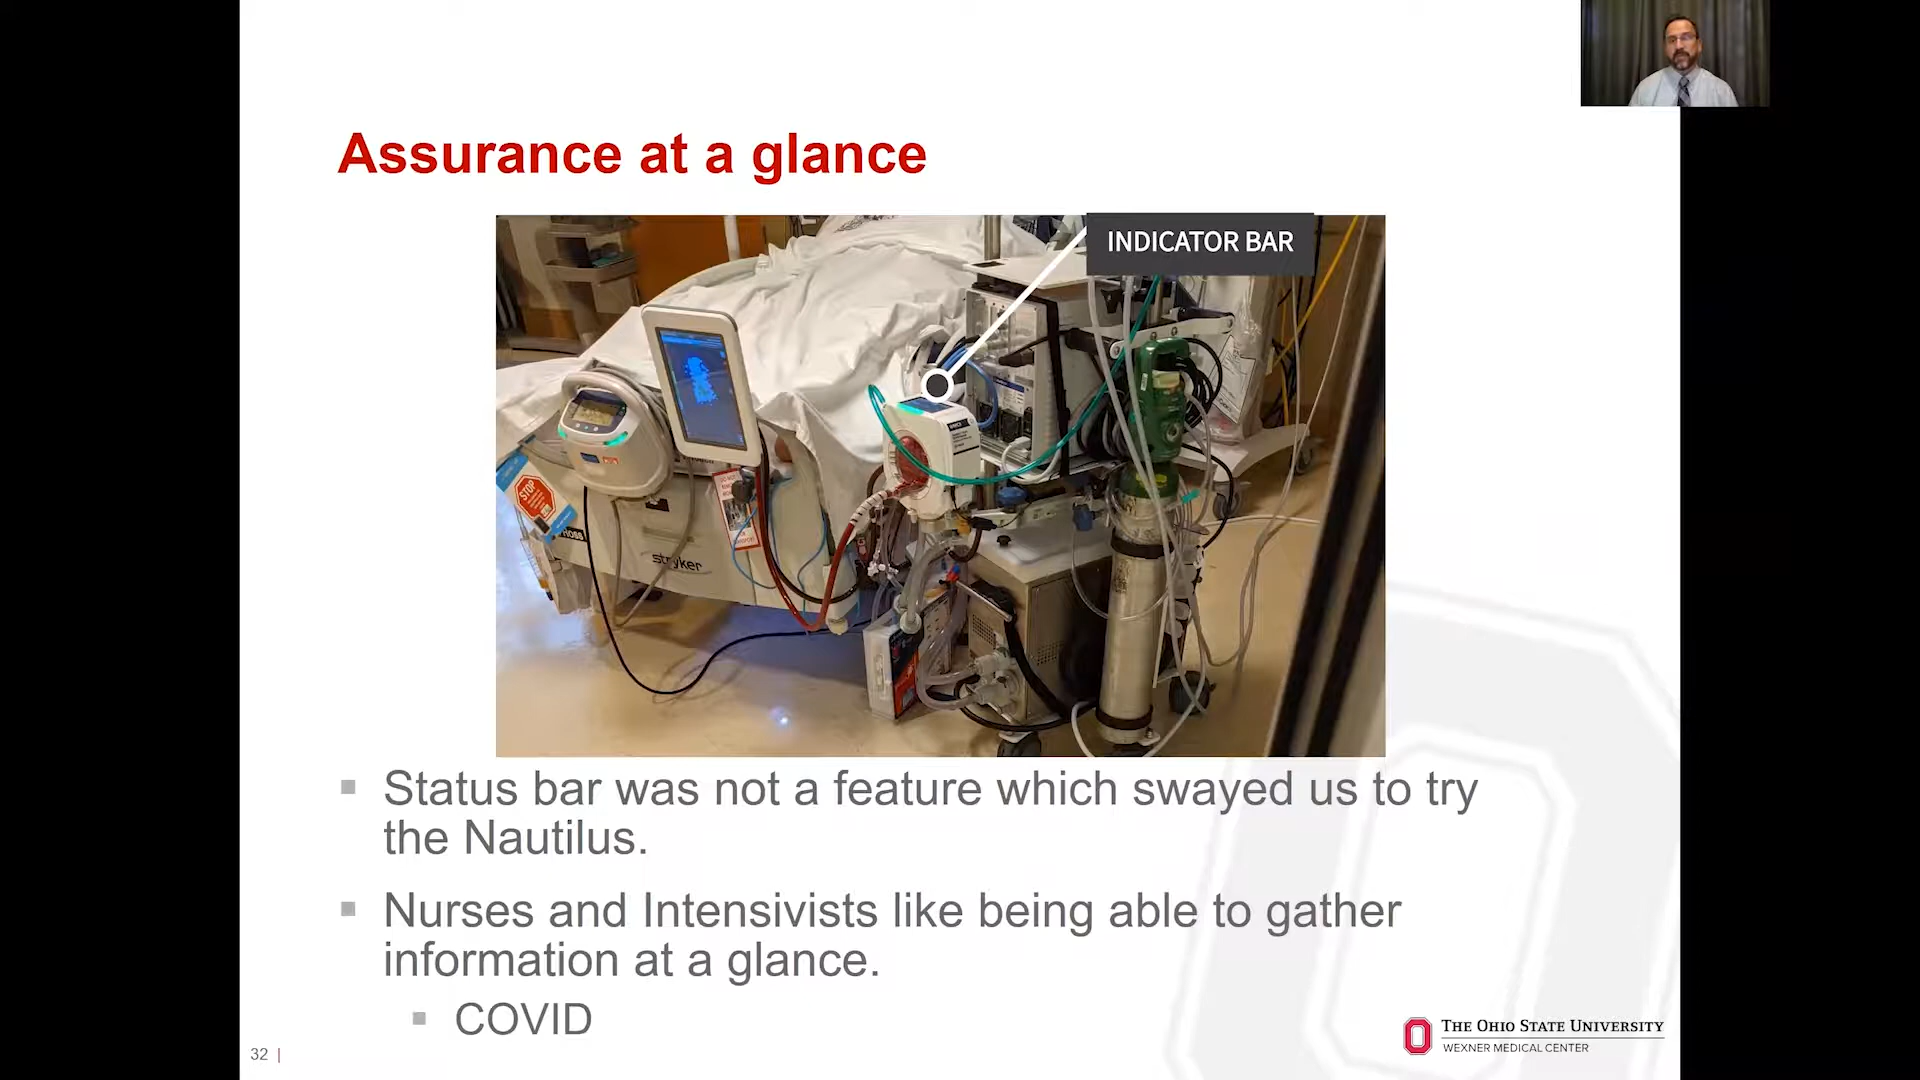 Assurance at a glance
INDICATOR BAR
STOP
stryker
▪ Status bar was not a feature which swayed us to try
the Nautilus.
▪ Nurses and Intensivists like being able to gather
information at a glance.
▪ COVID
THE OHIO STATE UNIVERSITY
WEXNER MEDICAL CENTER
32 |